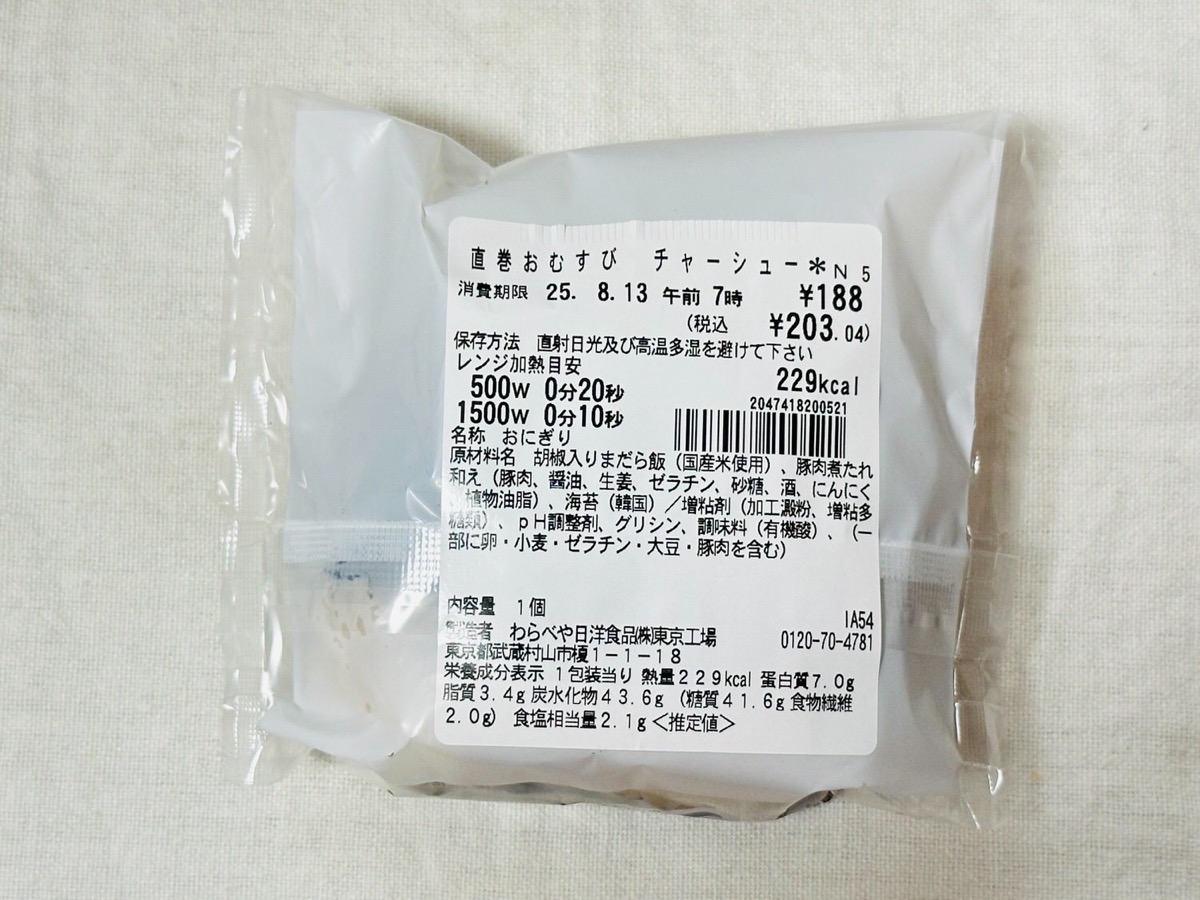 直巻おむすび チャーシュー*N 5
消費期限 25. 8.13 午前 7時 ¥188
(税込 ¥203.04)
保存方法 直射日光及び高温多湿を避けて下さい
レンジ加熱目安
229kcal
500W 0分20秒
2047418200521
1500W 0分10秒
名称 おにぎり
原材料名 胡椒入りまだら飯(国産米使用)、豚肉煮たれ
和え(豚肉、醤油、生姜、ゼラチン、砂糖、酒、にんにく
、植物油脂)、海苔(韓国)/増粘剤(加工澱粉、増粘多
糖類)、pH調整剤、グリシン、調味料(有機酸)、(一
部に卵・小麦・ゼラチン・大豆・豚肉を含む)
内容量 1個
IA54
製造者 わらべや日洋食品㈱東京工場 0120-70-4781
東京都武蔵村山市榎1-1-18
栄養成分表示 1包装当り 熱量229kcal 蛋白質7.0g
脂質3.4g 炭水化物43.6g (糖質41.6g 食物繊維
2.0g) 食塩相当量2.1g<推定値>